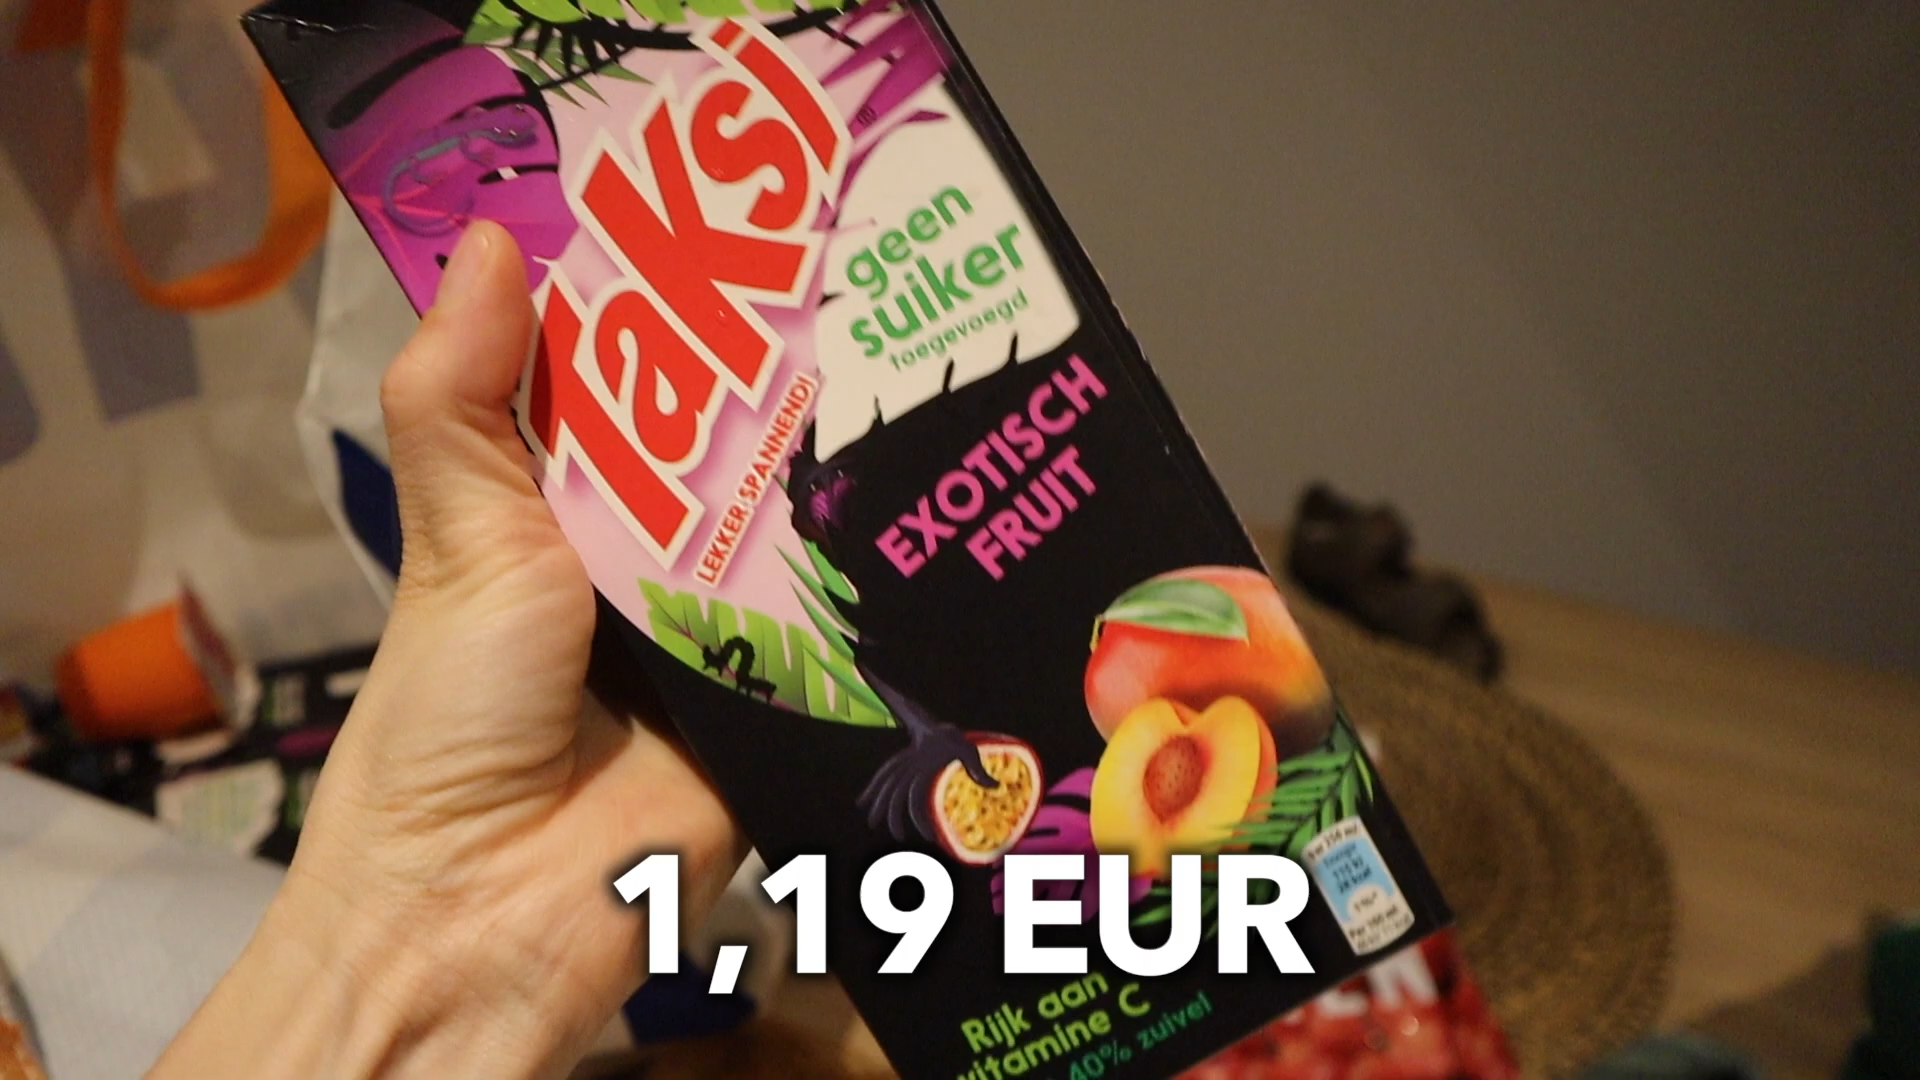 Taksi
LEKKER SPANNEND!
geen
suiker
toegevoegd
EXOTISCH
FRUIT
1,19 EUR
Rijk aan
vitamine C
40% zuivel